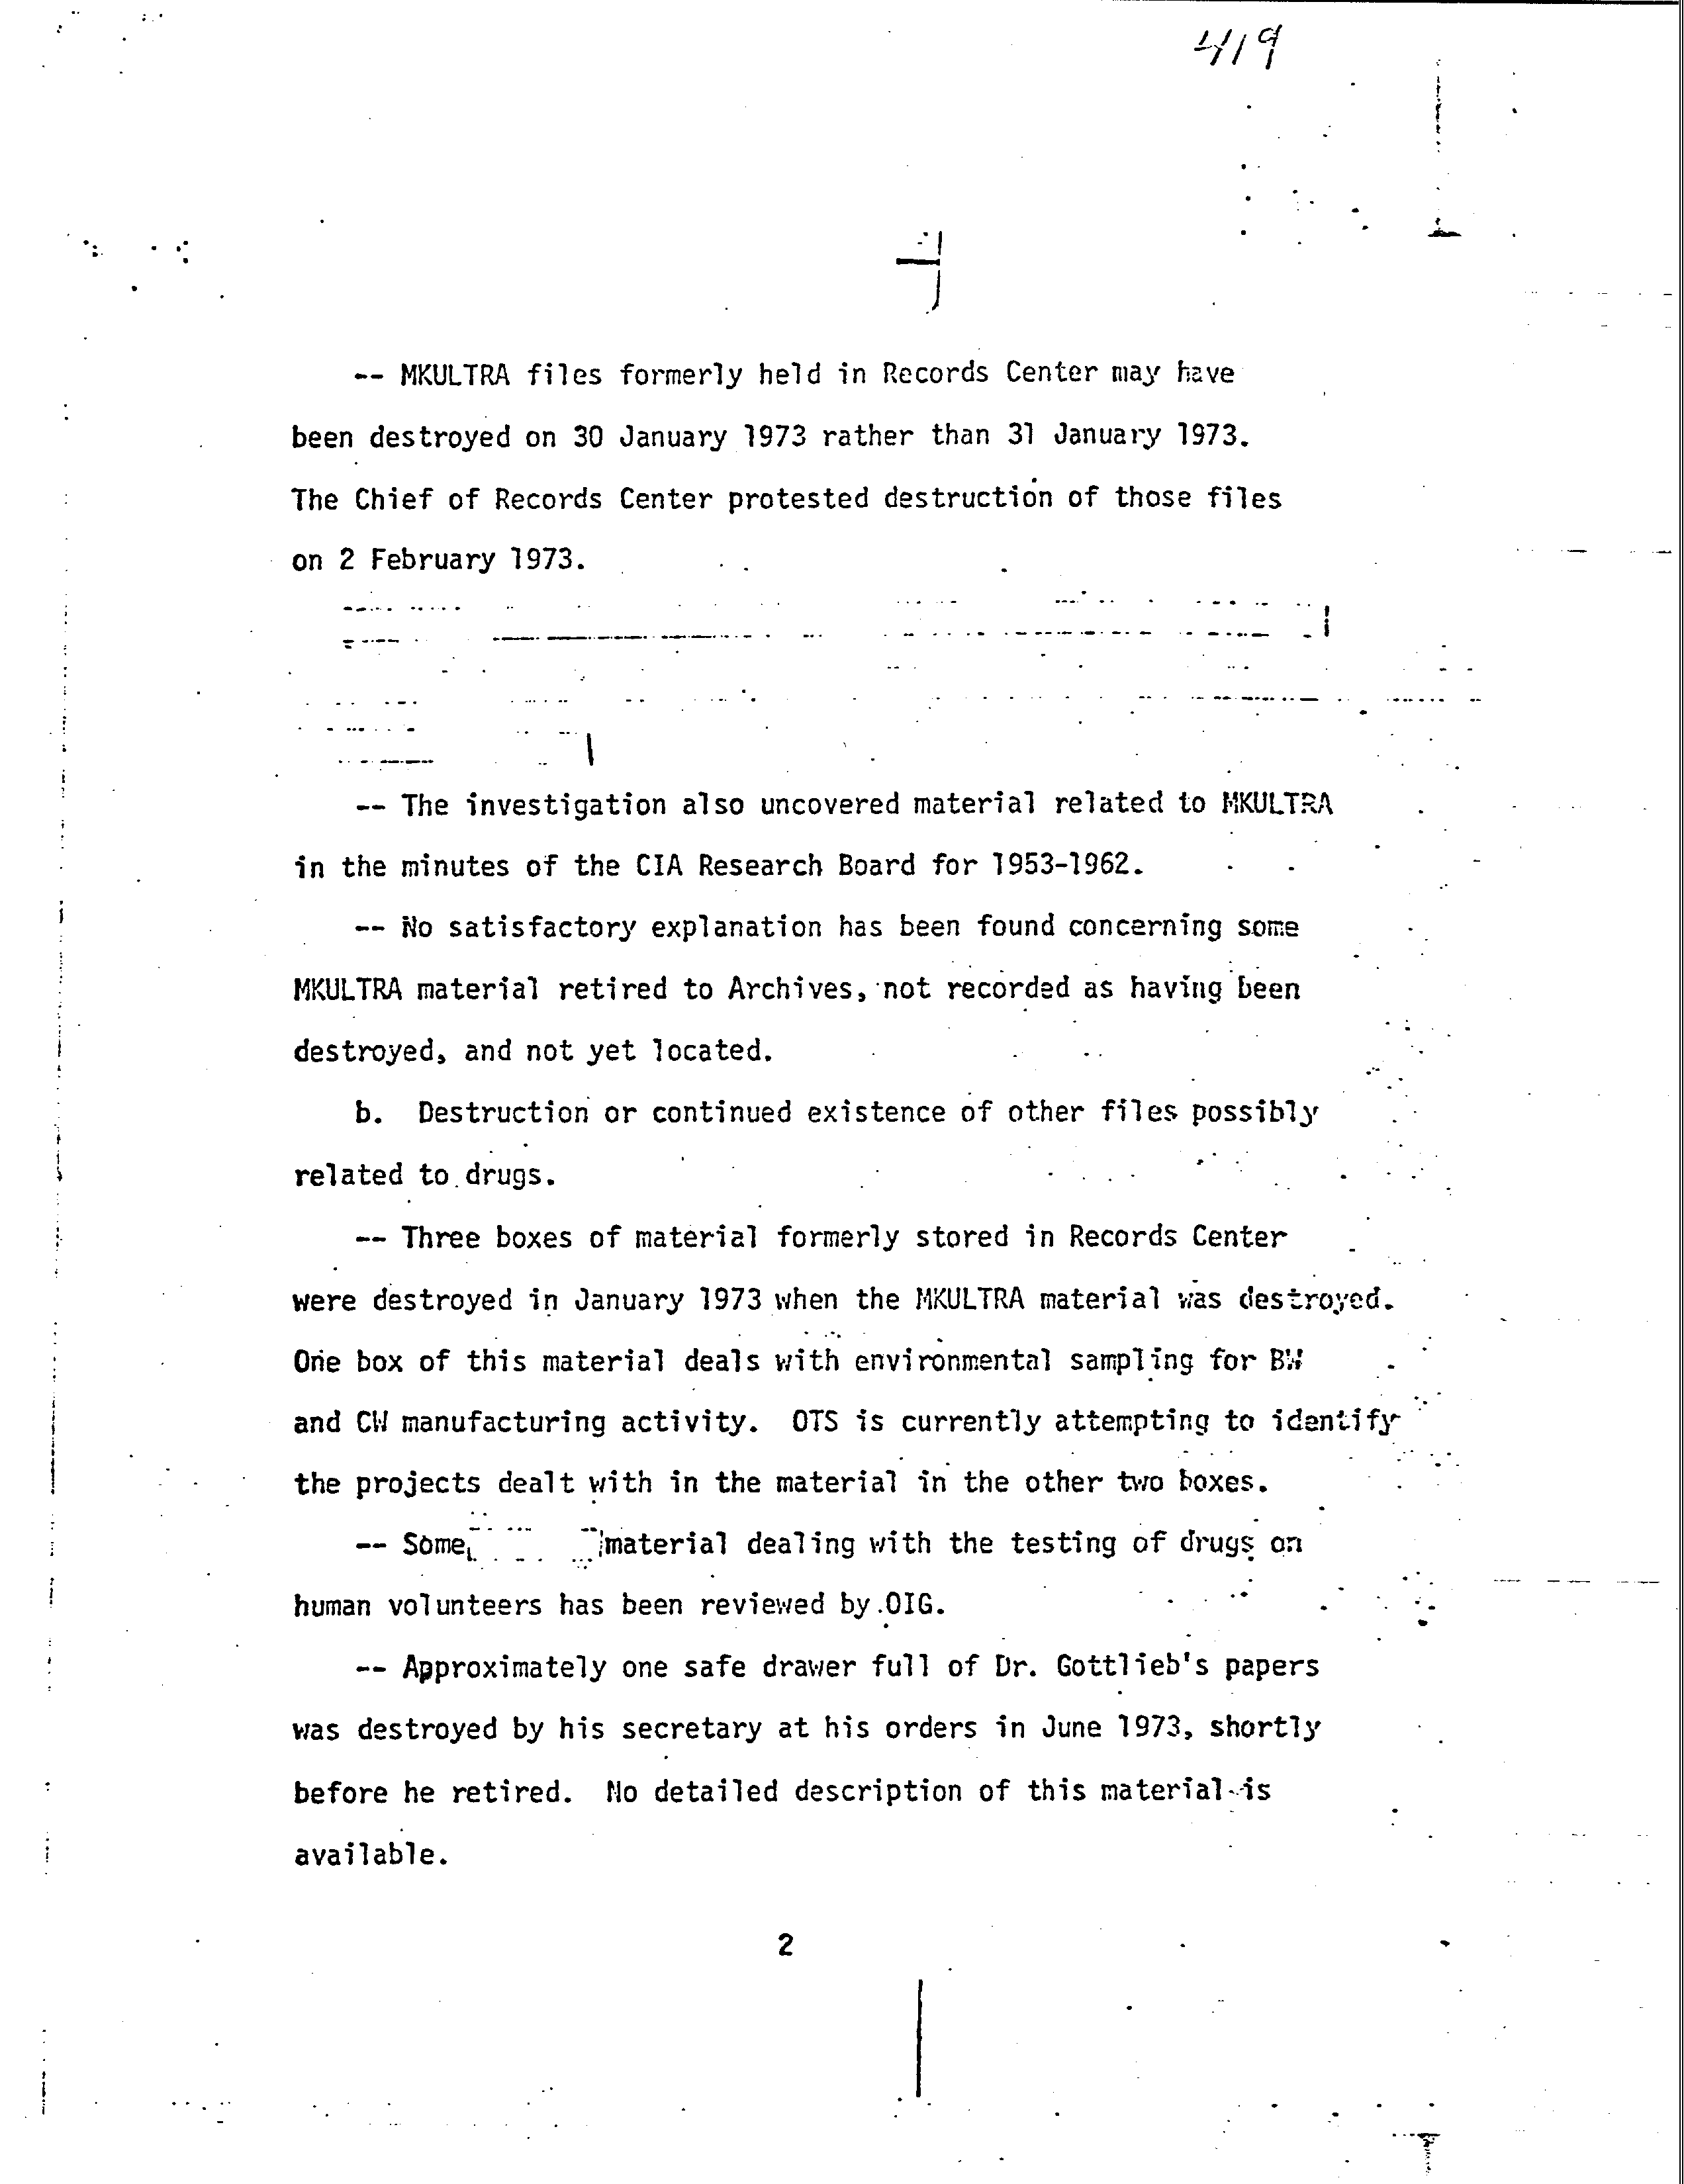 419
-- MKULTRA files formerly held in Records Center may have
been destroyed on 30 January 1973 rather than 31 January 1973.
The Chief of Records Center protested destruction of those files
on 2 February 1973.
-- The investigation also uncovered material related to MKULTRA
in the minutes of the CIA Research Board for 1953-1962.
-- No satisfactory explanation has been found concerning some
MKULTRA material retired to Archives, not recorded as having been
destroyed, and not yet located.
b. Destruction or continued existence of other files possibly
related to drugs.
-- Three boxes of material formerly stored in Records Center
were destroyed in January 1973 when the MKULTRA material was destroyed.
One box of this material deals with environmental sampling for BW
and CW manufacturing activity. OTS is currently attempting to identify
the projects dealt with in the material in the other two boxes.
-- Some material dealing with the testing of drugs on
human volunteers has been reviewed by OIG.
-- Approximately one safe drawer full of Dr. Gottlieb's papers
was destroyed by his secretary at his orders in June 1973, shortly
before he retired. No detailed description of this material is
available.
2